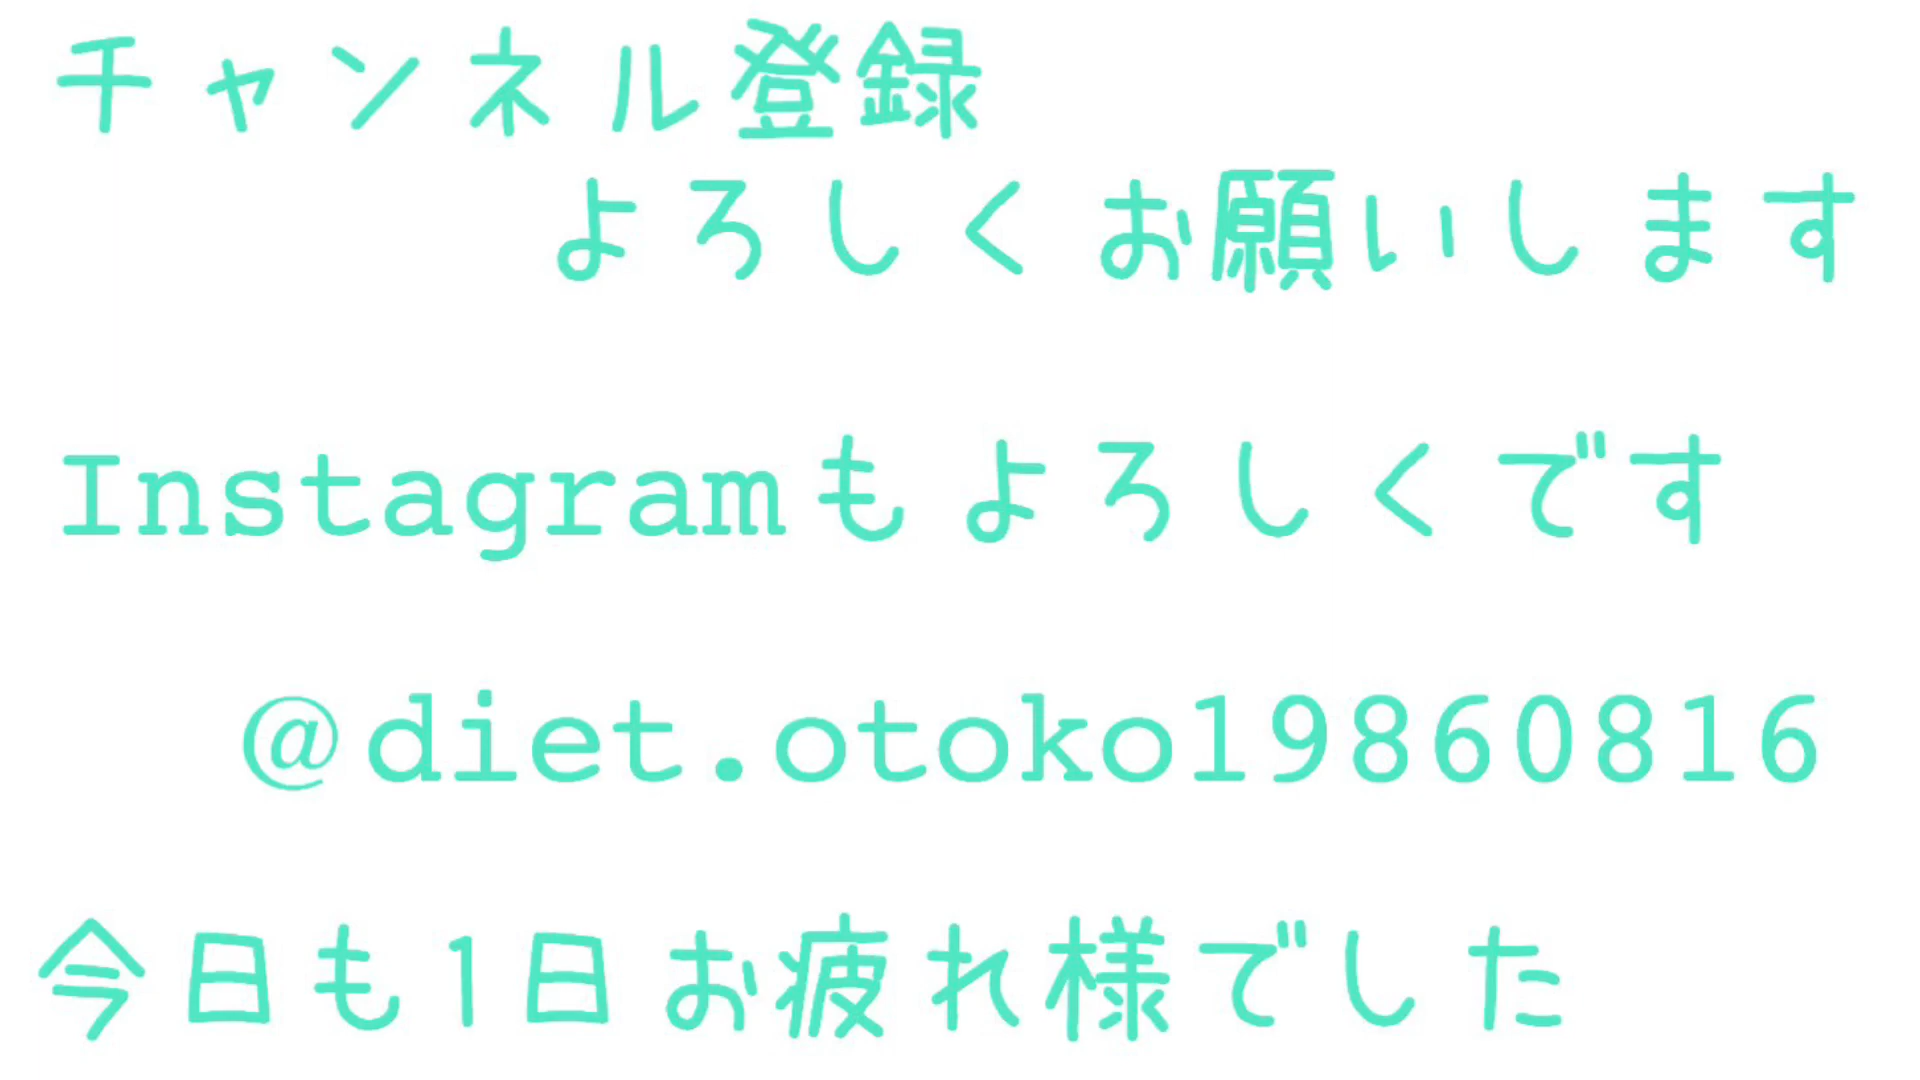 チャンネル登録
よろしくお願いします
Instagramもよろしくです
@diet.otoko19860816
今日も1日お疲れ様でした